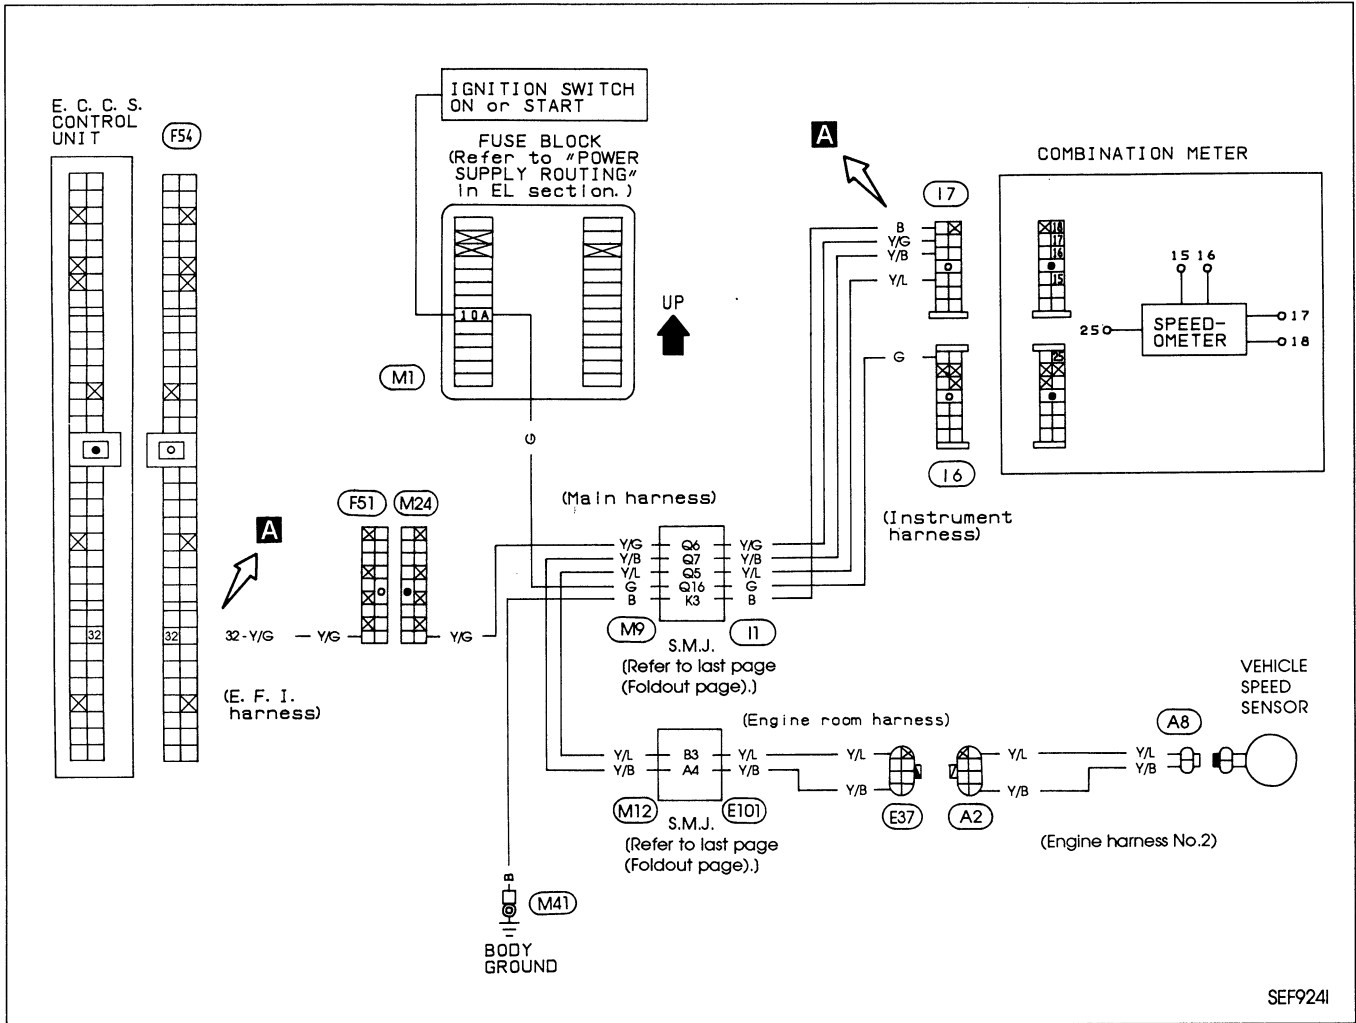 E. C. C. S.
CONTROL
UNIT
F54
IGNITION SWITCH
ON or START
FUSE BLOCK
(Refer to "POWER
SUPPLY ROUTING"
in EL section.)
10A
M1
UP
G
A
I7
B
Y/G
Y/B
Y/L
G
I6
(Instrument
harness)
COMBINATION METER
18
17
16
15
25
15 16
25
SPEED-
OMETER
17
18
32
32
A
32-Y/G
Y/G
Y/G
(E. F. I.
harness)
F51
M24
(Main harness)
Y/G Q6 Y/G
Y/B Q7 Y/B
Y/L Q5 Y/L
G Q16 G
B K3 B
M9
I1
S.M.J.
(Refer to last page
(Foldout page).)
(Engine room harness)
Y/L B3 Y/L Y/L
Y/B A4 Y/B Y/B
M12
E101
S.M.J.
(Refer to last page
(Foldout page).)
E37
A2
Y/L Y/L
Y/B Y/B
A8
VEHICLE
SPEED
SENSOR
(Engine harness No.2)
B
M41
BODY
GROUND
SEF924I